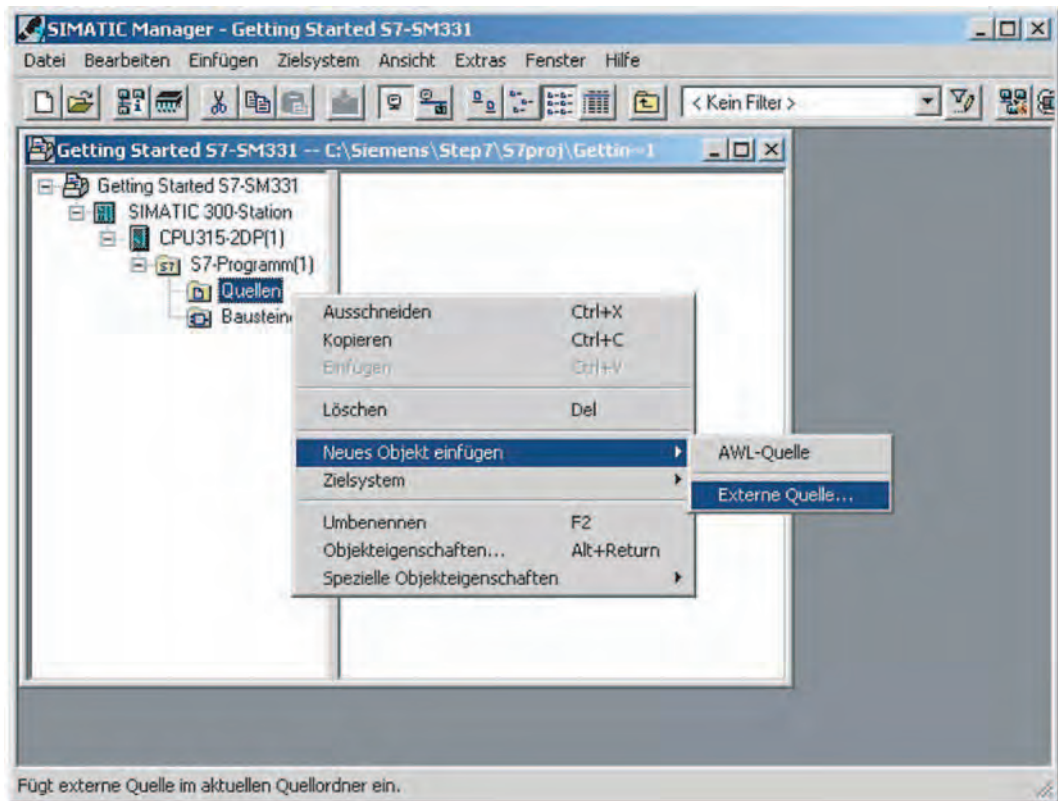 SIMATIC Manager - Getting Started S7-SM331
Datei Bearbeiten Einfügen Zielsystem Ansicht Extras Fenster Hilfe
< Kein Filter >
Getting Started S7-SM331 -- C:\Siemens\Step7\S7proj\Gettin~1
Getting Started S7-SM331
SIMATIC 300-Station
CPU315-2DP(1)
S7-Programm(1)
Quellen
Bausteine
Ausschneiden Ctrl+X
Kopieren Ctrl+C
Einfügen Ctrl+V
Löschen Del
Neues Objekt einfügen
AWL-Quelle
Zielsystem
Externe Quelle...
Umbenennen F2
Objekteigenschaften... Alt+Return
Spezielle Objekteigenschaften
Fügt externe Quelle im aktuellen Quellordner ein.